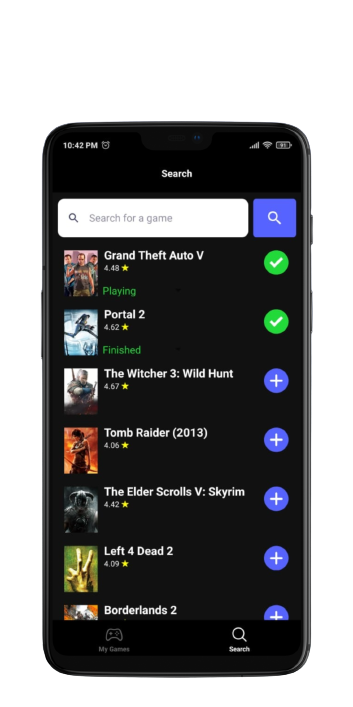 10:42 PM
91
Search
Search for a game
Grand Theft Auto V
4.48
Playing
Portal 2
4.62
Finished
The Witcher 3: Wild Hunt
4.67
Tomb Raider (2013)
4.06
The Elder Scrolls V: Skyrim
4.42
Left 4 Dead 2
4.09
Borderlands 2
My Games
Search